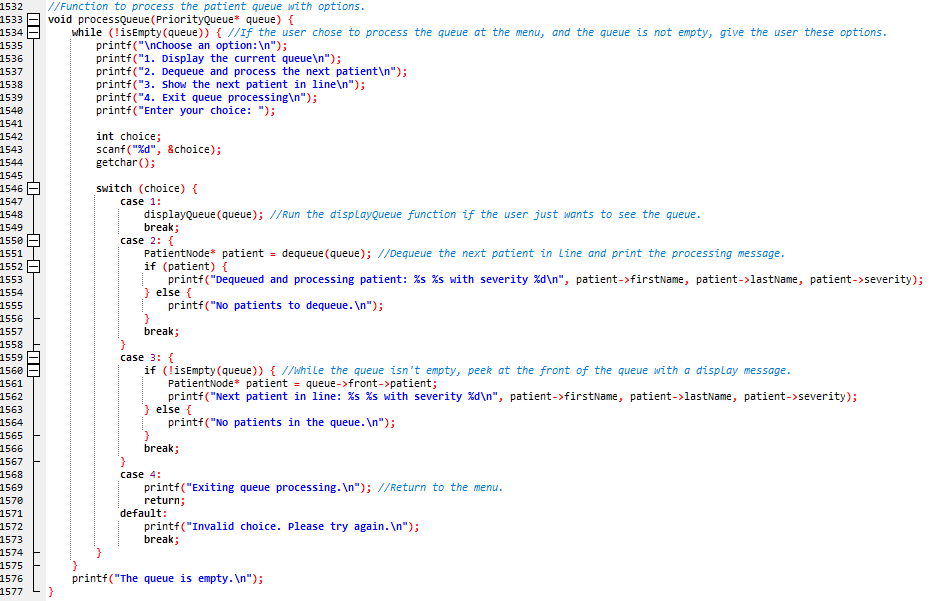 1532 //Function to process the patient queue with options.
1533 void processQueue(PriorityQueue* queue) {
1534     while (!isEmpty(queue)) { //If the user chose to process the queue at the menu, and the queue is not empty, give the user these options.
1535         printf("\nChoose an option:\n");
1536         printf("1. Display the current queue\n");
1537         printf("2. Dequeue and process the next patient\n");
1538         printf("3. Show the next patient in line\n");
1539         printf("4. Exit queue processing\n");
1540         printf("Enter your choice: ");
1541
1542         int choice;
1543         scanf("%d", &choice);
1544         getchar();
1545
1546         switch (choice) {
1547             case 1:
1548                 displayQueue(queue); //Run the displayQueue function if the user just wants to see the queue.
1549                 break;
1550             case 2: {
1551                 PatientNode* patient = dequeue(queue); //Dequeue the next patient in Line and print the processing message.
1552                 if (patient) {
1553                     printf("Dequeued and processing patient: %s %s with severity %d\n", patient->firstName, patient->lastName, patient->severity);
1554                 } else {
1555                     printf("No patients to dequeue.\n");
1556                 }
1557                 break;
1558             }
1559             case 3: {
1560                 if (!isEmpty(queue)) { //While the queue isn't empty, peek at the front of the queue with a display message.
1561                     PatientNode* patient = queue->front->patient;
1562                     printf("Next patient in line: %s %s with severity %d\n", patient->firstName, patient->lastName, patient->severity);
1563                 } else {
1564                     printf("No patients in the queue.\n");
1565                 }
1566                 break;
1567             }
1568             case 4:
1569                 printf("Exiting queue processing.\n"); //Return to the menu.
1570                 return;
1571             default:
1572                 printf("Invalid choice. Please try again.\n");
1573                 break;
1574         }
1575     }
1576     printf("The queue is empty.\n");
1577 }